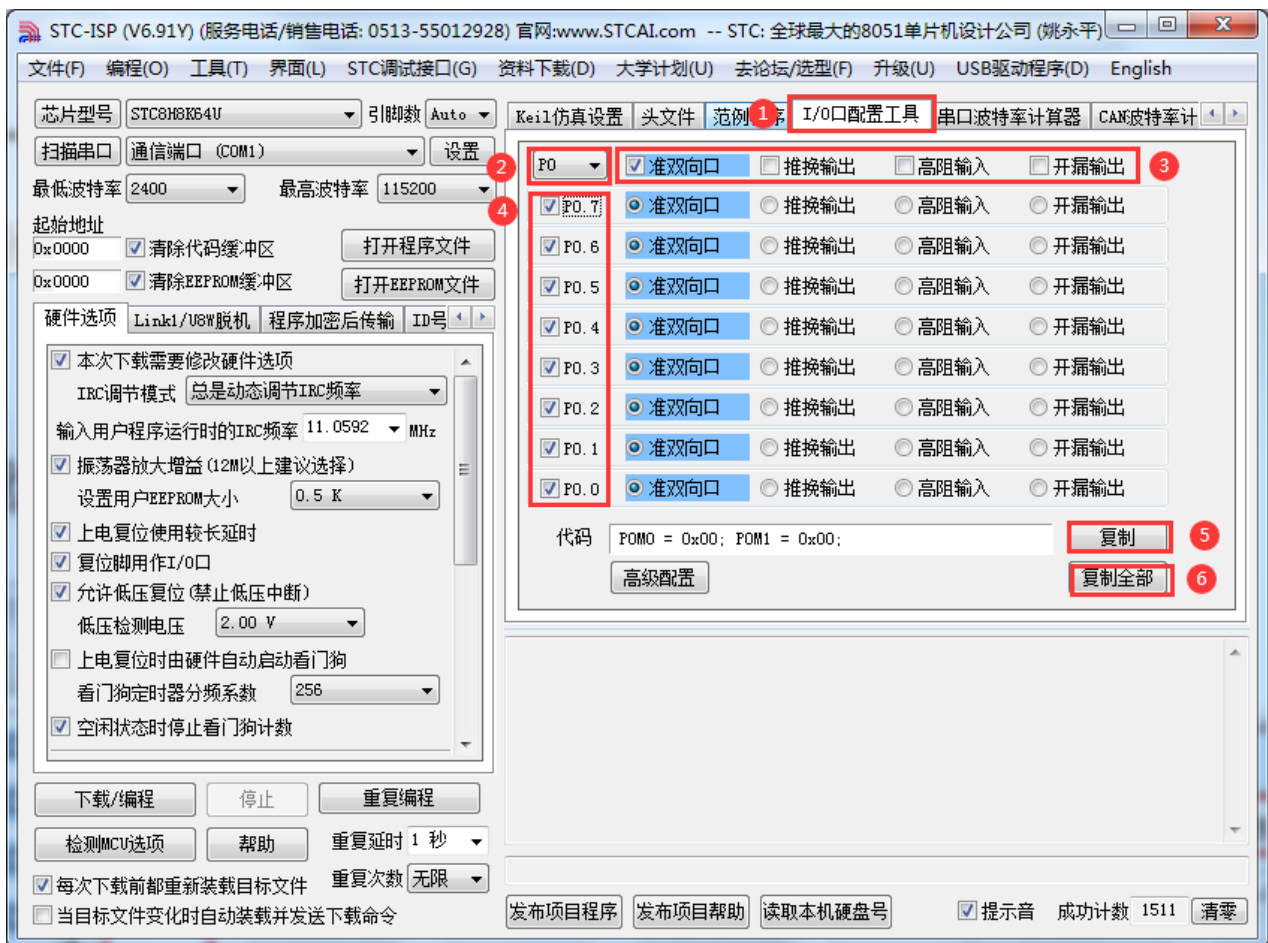 STC-ISP (V6.91Y) (服务电话/销售电话: 0513-55012928) 官网:www.STCAI.com -- STC: 全球最大的8051单片机设计公司 (姚永平)
文件(F) 编程(O) 工具(T) 界面(L) STC调试接口(G) 资料下载(D) 大学计划(U) 去论坛/选型(F) 升级(U) USB驱动程序(D) English
芯片型号 STC8H8K64U 引脚数 Auto
扫描串口 通信端口 (COM1) 设置
最低波特率 2400 最高波特率 115200
起始地址
0x0000 清除代码缓冲区 打开程序文件
0x0000 清除EEPROM缓冲区 打开EEPROM文件
硬件选项 Link1/U8W脱机 程序加密后传输 ID号
本次下载需要修改硬件选项
IRC调节模式 总是动态调节IRC频率
输入用户程序运行时的IRC频率 11.0592 MHz
振荡器放大增益(12M以上建议选择)
设置用户EEPROM大小 0.5 K
上电复位使用较长延时
复位脚用作I/O口
允许低压复位(禁止低压中断)
低压检测电压 2.00 V
上电复位时由硬件自动启动看门狗
看门狗定时器分频系数 256
空闲状态时停止看门狗计数
下载/编程 停止 重复编程
检测MCU选项 帮助 重复延时 1 秒
每次下载前都重新装载目标文件 重复次数 无限
当目标文件变化时自动装载并发送下载命令
Keil仿真设置 头文件 范例 1 序 I/O口配置工具 串口波特率计算器 CAN波特率计
2 P0 准双向口 推挽输出 高阻输入 开漏输出 3
4 P0.7 准双向口 推挽输出 高阻输入 开漏输出
P0.6 准双向口 推挽输出 高阻输入 开漏输出
P0.5 准双向口 推挽输出 高阻输入 开漏输出
P0.4 准双向口 推挽输出 高阻输入 开漏输出
P0.3 准双向口 推挽输出 高阻输入 开漏输出
P0.2 准双向口 推挽输出 高阻输入 开漏输出
P0.1 准双向口 推挽输出 高阻输入 开漏输出
P0.0 准双向口 推挽输出 高阻输入 开漏输出
代码 P0M0 = 0x00; P0M1 = 0x00; 复制 5
高级配置 复制全部 6
发布项目程序 发布项目帮助 读取本机硬盘号 提示音 成功计数 1511 清零